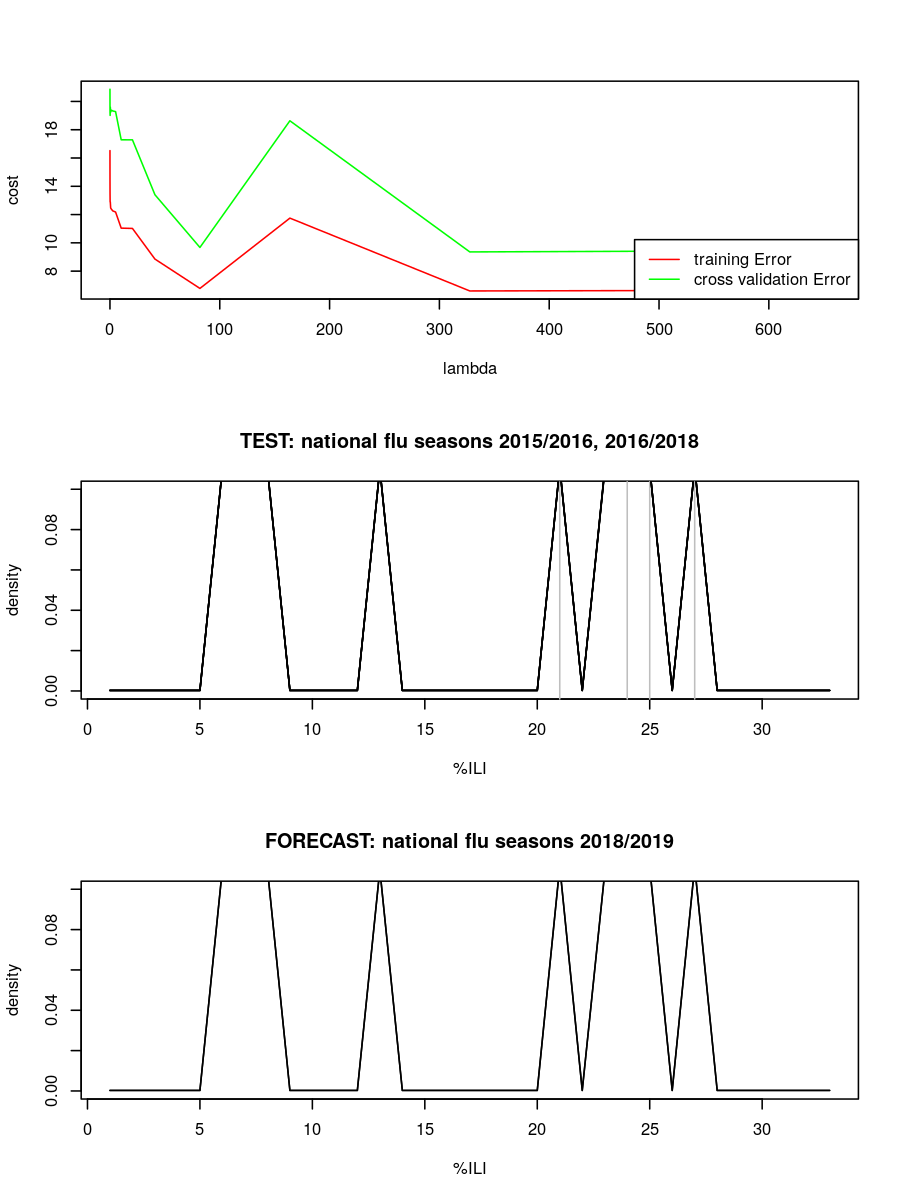 18
14
10
8
cost
training Error
cross validation Error
0 100 200 300 400 500 600
lambda
TEST: national flu seasons 2015/2016, 2016/2018
0.08
0.04
0.00
density
0 5 10 15 20 25 30
%ILI
FORECAST: national flu seasons 2018/2019
0.08
0.04
0.00
density
0 5 10 15 20 25 30
%ILI